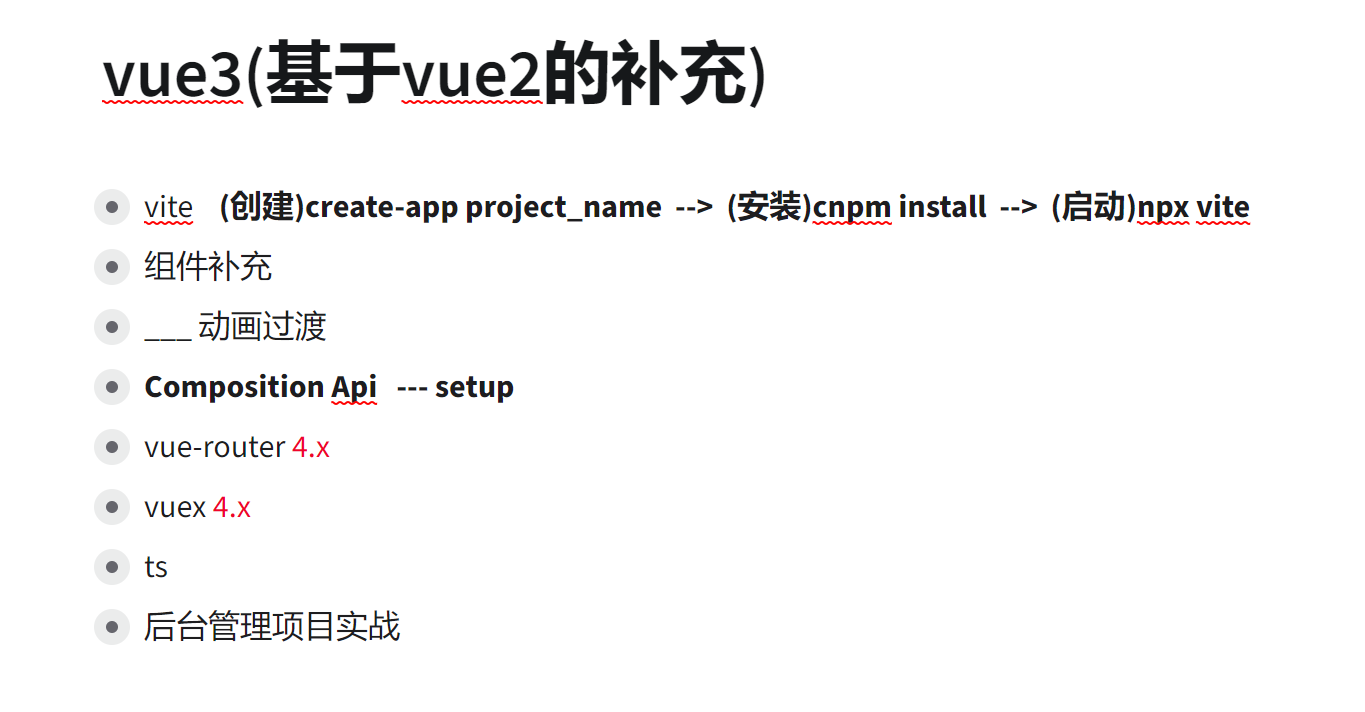 vue3(基于vue2的补充)
vite (创建)create-app project_name --> (安装)cnpm install --> (启动)npx vite
组件补充
___ 动画过渡
Composition Api --- setup
vue-router 4.x
vuex 4.x
ts
后台管理项目实战